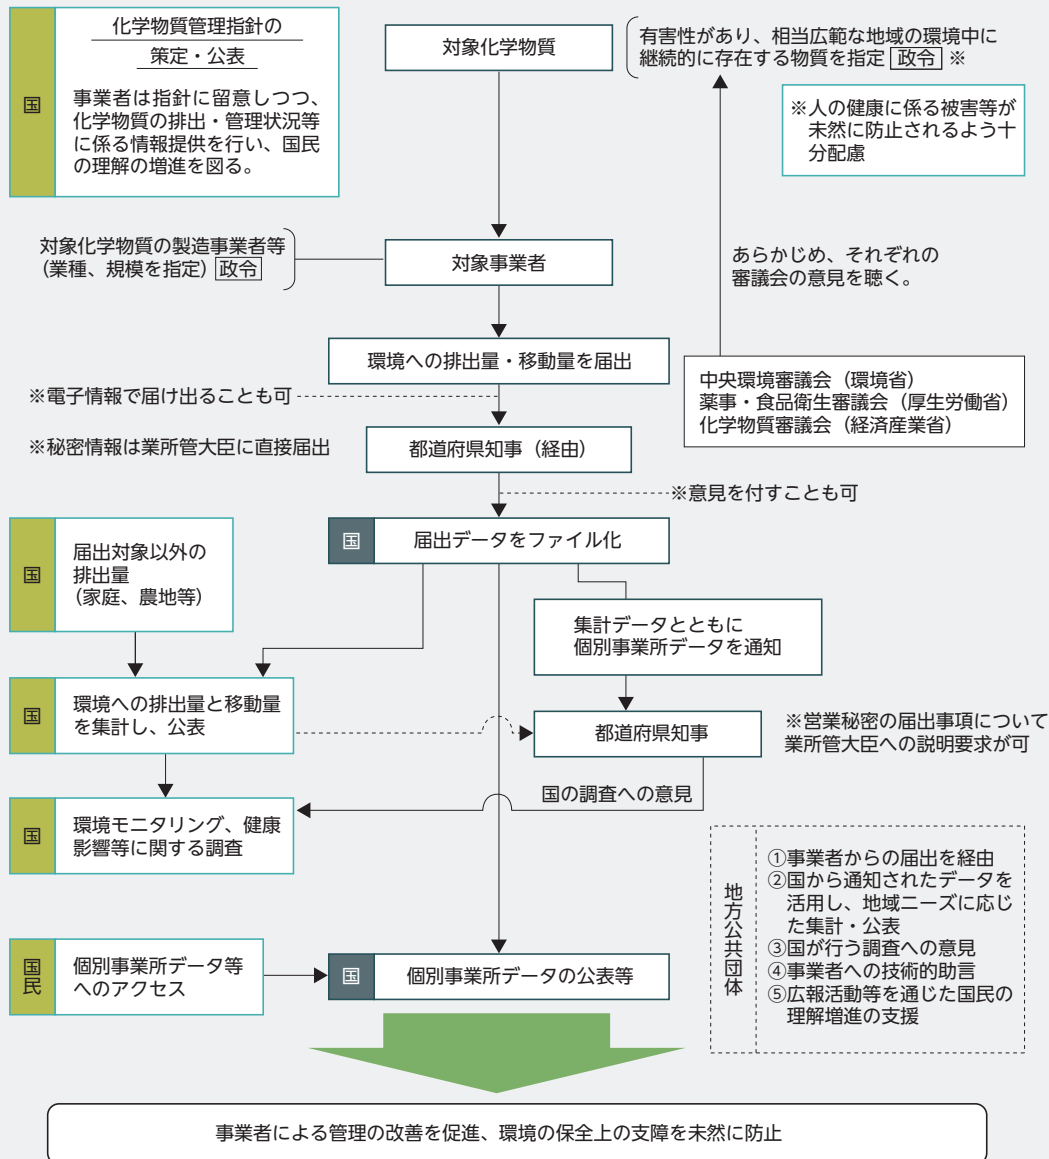 国
化学物質管理指針の
策定・公表
事業者は指針に留意しつつ、
化学物質の排出・管理状況等
に係る情報提供を行い、国民
の理解の増進を図る。
対象化学物質
有害性があり、相当広範な地域の環境中に
継続的に存在する物質を指定 政令 ※
※人の健康に係る被害等が
未然に防止されるよう十
分配慮
対象化学物質の製造事業者等
(業種、規模を指定) 政令
対象事業者
あらかじめ、それぞれの
審議会の意見を聴く。
環境への排出量・移動量を届出
中央環境審議会（環境省）
薬事・食品衛生審議会（厚生労働省）
化学物質審議会（経済産業省）
※電子情報で届け出ることも可
※秘密情報は業所管大臣に直接届出
都道府県知事（経由）
※意見を付すことも可
国
届出データをファイル化
国
届出対象以外の
排出量
（家庭、農地等）
集計データとともに
個別事業所データを通知
国
環境への排出量と移動量
を集計し、公表
都道府県知事
※営業秘密の届出事項について
業所管大臣への説明要求が可
国の調査への意見
国
環境モニタリング、健康
影響等に関する調査
地方公共団体
①事業者からの届出を経由
②国から通知されたデータを
活用し、地域ニーズに応じ
た集計・公表
③国が行う調査への意見
④事業者への技術的助言
⑤広報活動等を通じた国民の
理解増進の支援
国民
個別事業所データ等
へのアクセス
国
個別事業所データの公表等
事業者による管理の改善を促進、環境の保全上の支障を未然に防止